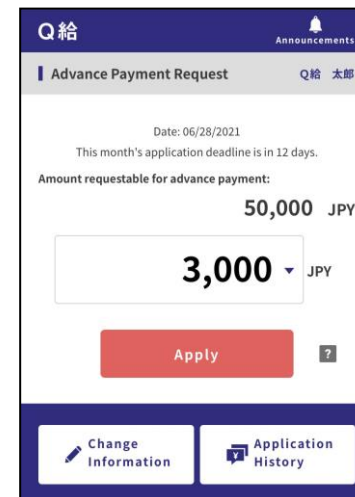 Q給
Announcements
Advance Payment Request Q給 太郎
Date: 06/28/2021
This month's application deadline is in 12 days.
Amount requestable for advance payment:
50,000 JPY
3,000 JPY
Apply ?
Change
Information
Application
History